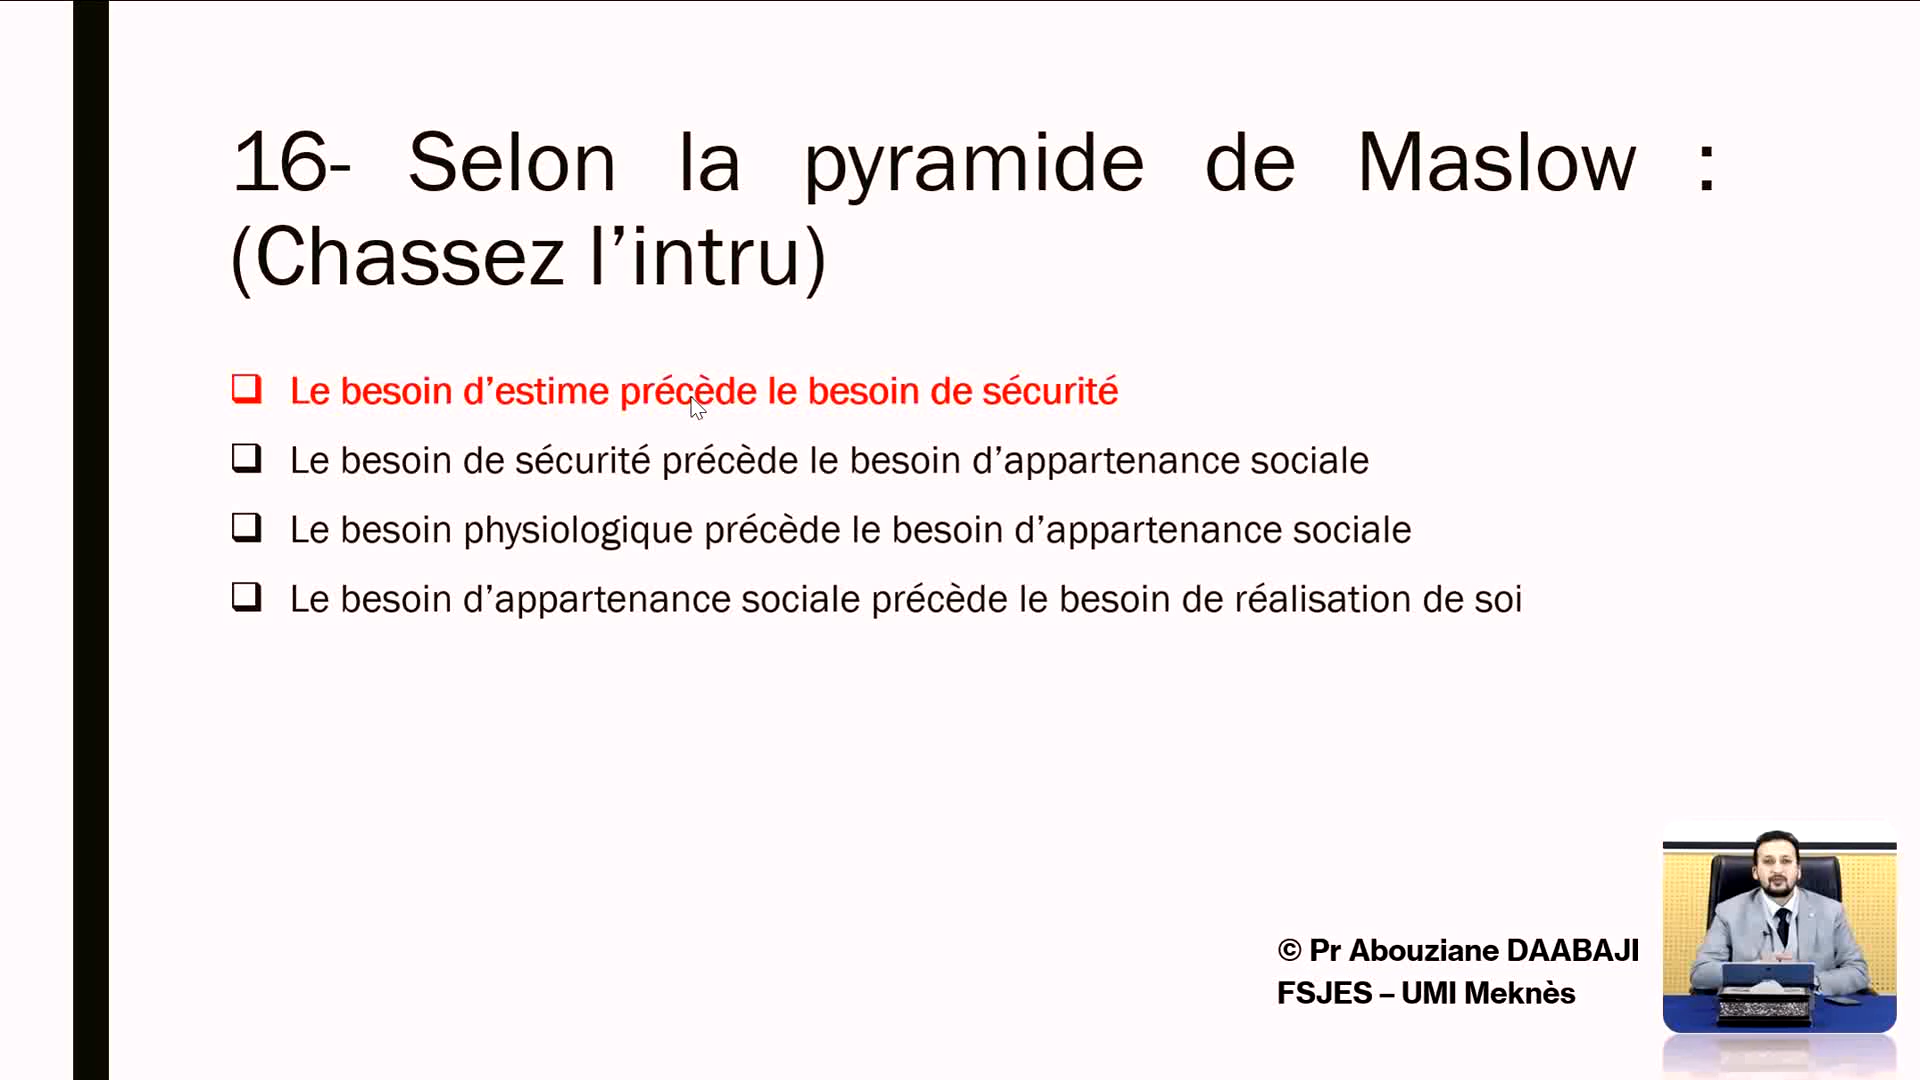 16- Selon la pyramide de Maslow :
(Chassez l’intru)
Le besoin d’estime précède le besoin de sécurité
Le besoin de sécurité précède le besoin d’appartenance sociale
Le besoin physiologique précède le besoin d’appartenance sociale
Le besoin d’appartenance sociale précède le besoin de réalisation de soi
© Pr Abouziane DAABAJI
FSJES – UMI Meknès